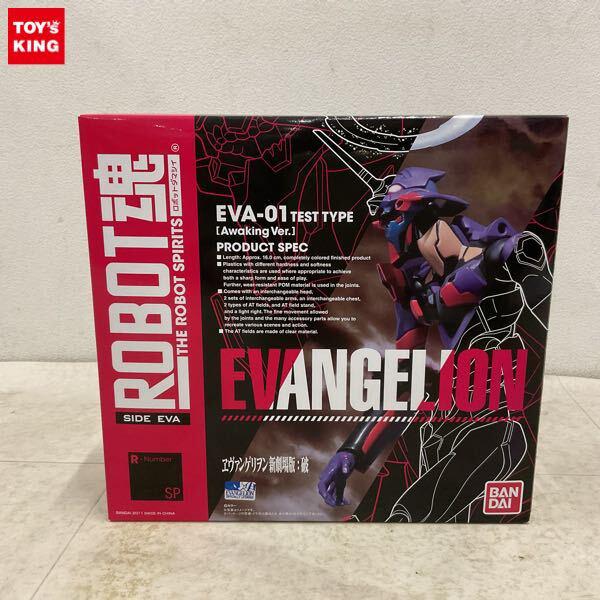 TOY's
KING
ROBOT魂
THE ROBOT SPIRITS
ロボットダマシイ
®
SIDE EVA
R - Number
SP
BANDAI 2011 MADE IN CHINA
EVA-01 TEST TYPE
[Awaking Ver.]
PRODUCT SPEC
■ Length: Approx. 16.0 cm, completely colored finished product
■ Plastics with different hardness and softness
characteristics are used where appropriate to achieve
both a sharp form and ease of play.
Further, wear-resistant POM material is used in the joints.
■ Comes with an interchangeable head,
2 sets of interchangeable arms, an interchangeable chest,
2 types of AT fields, and AT field stand,
and a light right. The fine movement allowed
by the joints and the many accessory parts allow you to
recreate various scenes and action.
■ The AT fields are made of clear material.
EVANGELION
ヱヴァンゲリヲン新劇場版:破
EVANGELION
©カラー
BAN
DAI